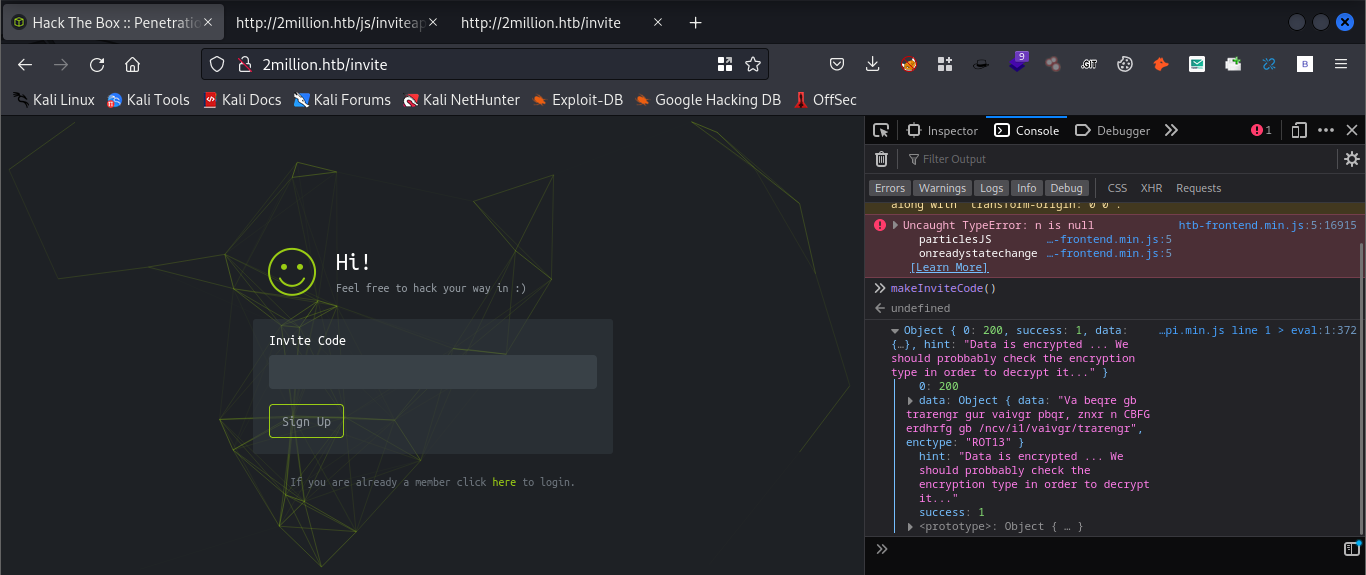 Hack The Box :: Penetratio
http://2million.htb/js/inviteap
http://2million.htb/invite
2million.htb/invite
9
.GIT
B
Kali Linux Kali Tools Kali Docs Kali Forums Kali NetHunter Exploit-DB Google Hacking DB OffSec
Hi!
Feel free to hack your way in :)
Invite Code
Sign Up
If you are already a member click here to login.
Inspector Console Debugger 1
Filter Output
Errors Warnings Logs Info Debug CSS XHR Requests
along with `transform-origin: 0 0`.
Uncaught TypeError: n is null htb-frontend.min.js:5:16915
particlesJS …-frontend.min.js:5
onreadystatechange …-frontend.min.js:5
[Learn More]
makeInviteCode()
undefined
Object { 0: 200, success: 1, data: …pi.min.js line 1 > eval:1:372
{…}, hint: "Data is encrypted ... We
should probbably check the encryption
type in order to decrypt it..." }
0: 200
data: Object { data: "Va beqre gb
trarengr gur vaivgr pbqr, znxr n CBFG
erdhrfg gb /ncv/i1/vaivgr/trarengr",
enctype: "ROT13" }
hint: "Data is encrypted ... We
should probbably check the
encryption type in order to decrypt
it..."
success: 1
<prototype>: Object { … }